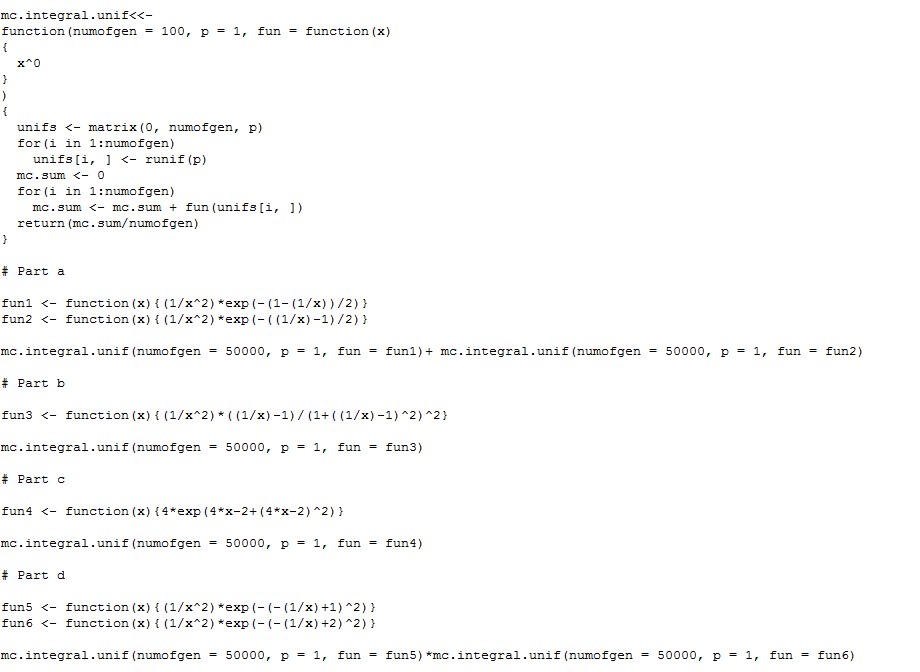 mc.integral.unif<<-
function(numofgen = 100, p = 1, fun = function(x)
{
  x^0
}
)
{
  unifs <- matrix(0, numofgen, p)
  for(i in 1:numofgen)
    unifs[i, ] <- runif(p)
  mc.sum <- 0
  for(i in 1:numofgen)
    mc.sum <- mc.sum + fun(unifs[i, ])
  return(mc.sum/numofgen)
}
# Part a
fun1 <- function(x){(1/x^2)*exp(-(1-(1/x))/2)}
fun2 <- function(x){(1/x^2)*exp(-((1/x)-1)/2)}
mc.integral.unif(numofgen = 50000, p = 1, fun = fun1)+ mc.integral.unif(numofgen = 50000, p = 1, fun = fun2)
# Part b
fun3 <- function(x){(1/x^2)*((1/x)-1)/(1+((1/x)-1)^2)^2}
mc.integral.unif(numofgen = 50000, p = 1, fun = fun3)
# Part c
fun4 <- function(x){4*exp(4*x-2+(4*x-2)^2)}
mc.integral.unif(numofgen = 50000, p = 1, fun = fun4)
# Part d
fun5 <- function(x){(1/x^2)*exp(-(-(1/x)+1)^2)}
fun6 <- function(x){(1/x^2)*exp(-(-(1/x)+2)^2)}
mc.integral.unif(numofgen = 50000, p = 1, fun = fun5)*mc.integral.unif(numofgen = 50000, p = 1, fun = fun6)